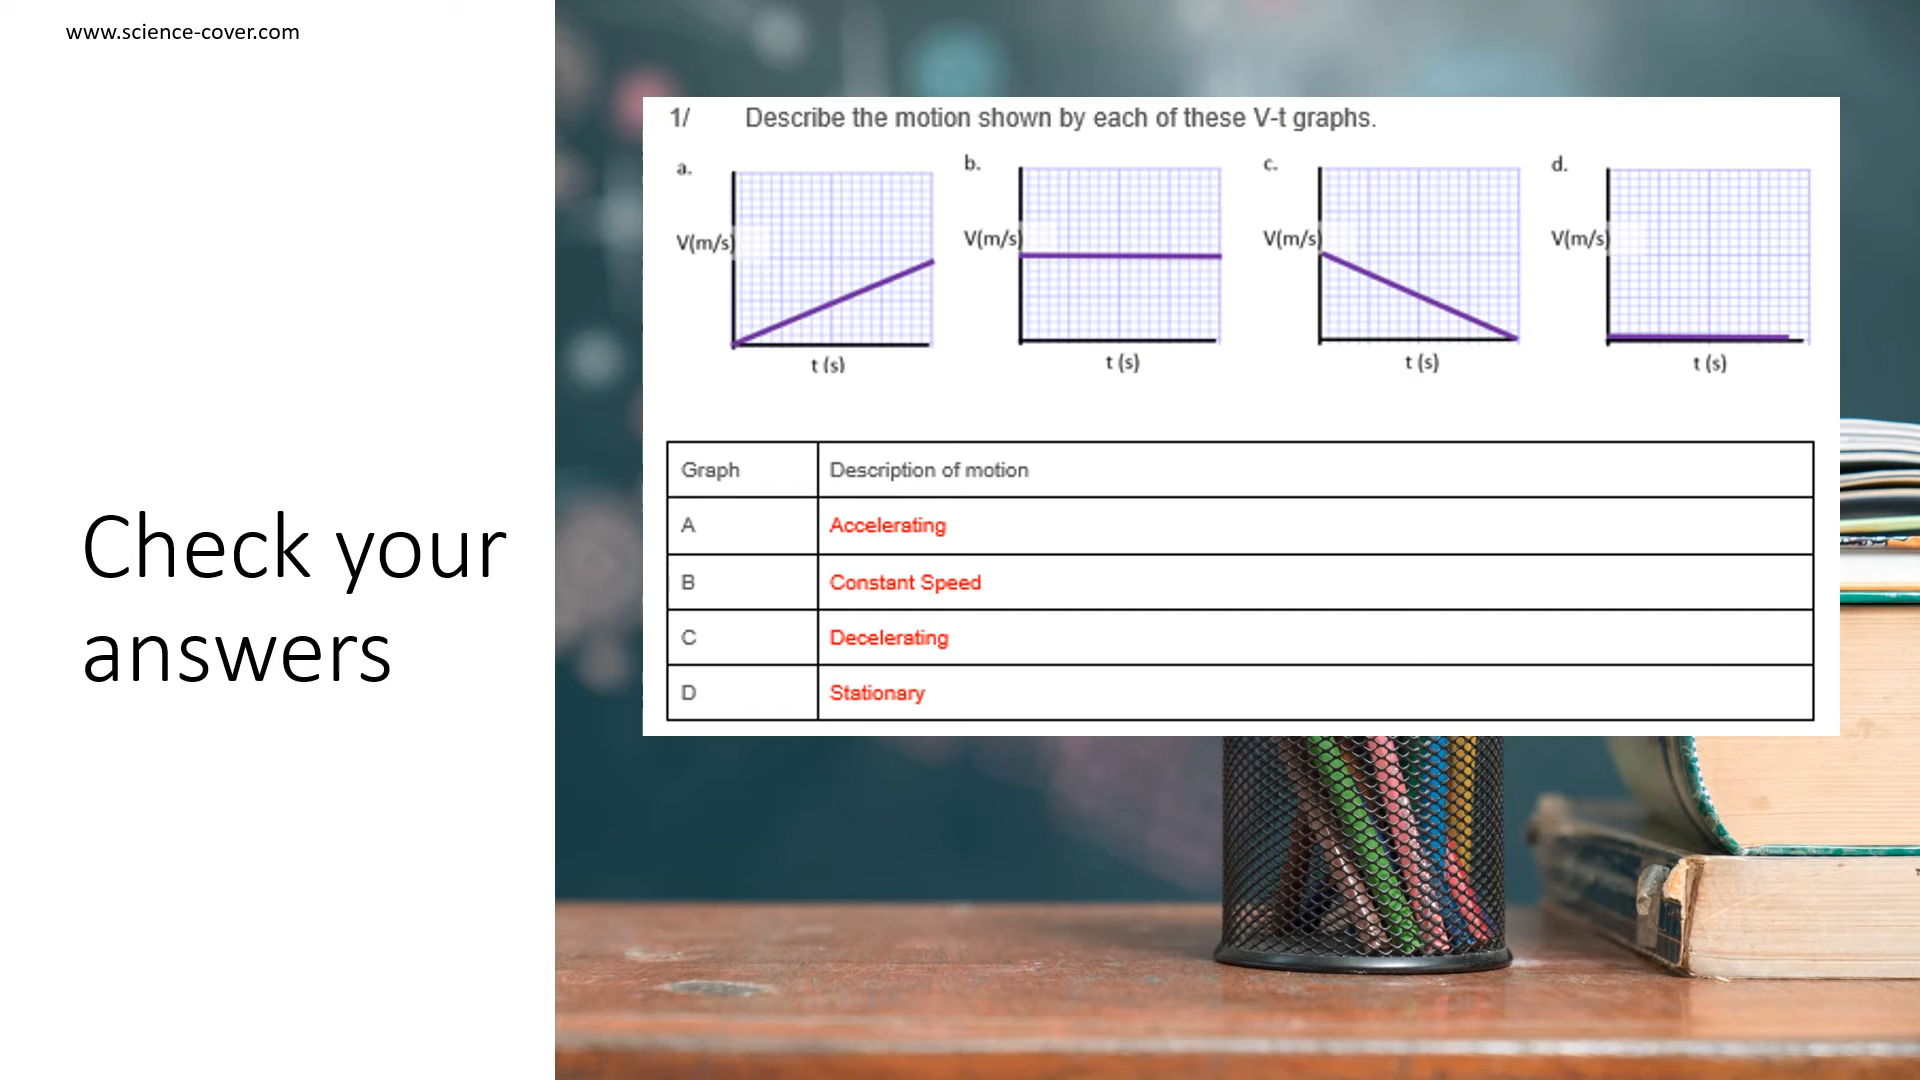 www.science-cover.com
Check your
answers
1/ Describe the motion shown by each of these V-t graphs.
a. b. c. d.
V(m/s) V(m/s) V(m/s) V(m/s)
t (s) t (s) t (s) t (s)
Graph Description of motion
A Accelerating
B Constant Speed
C Decelerating
D Stationary